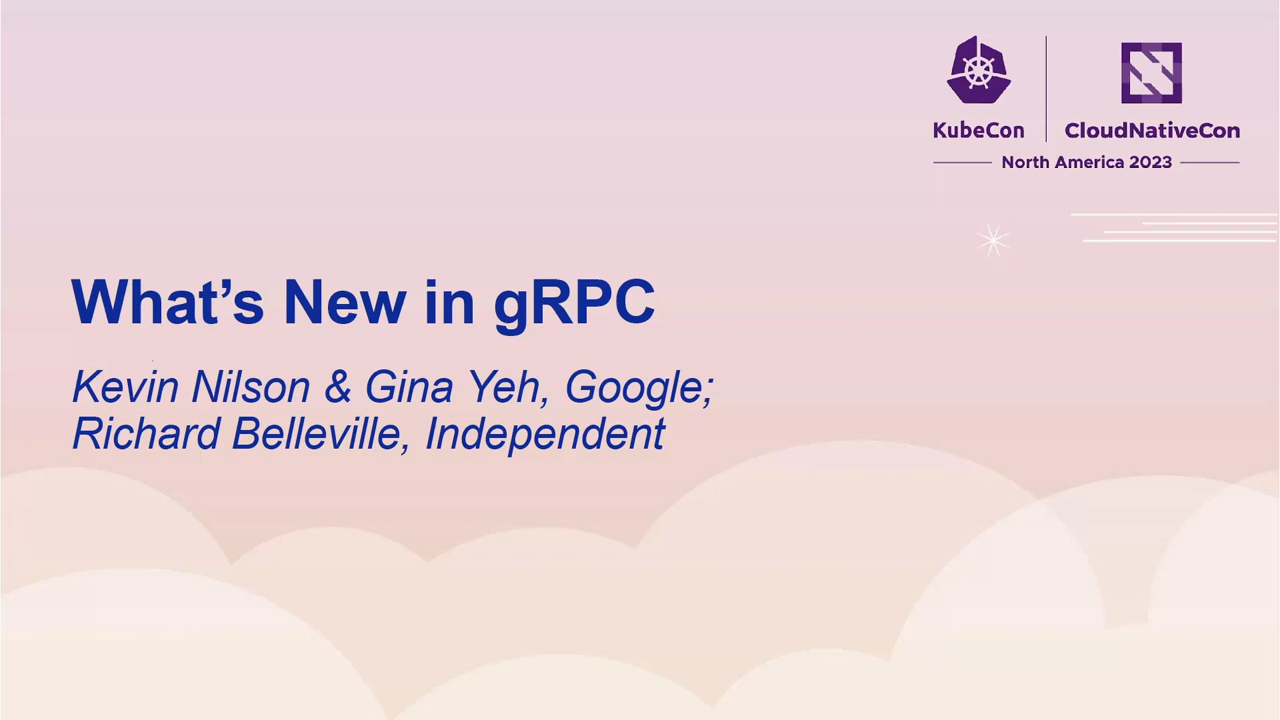 KubeCon
CloudNativeCon
North America 2023
What's New in gRPC
Kevin Nilson & Gina Yeh, Google;
Richard Belleville, Independent